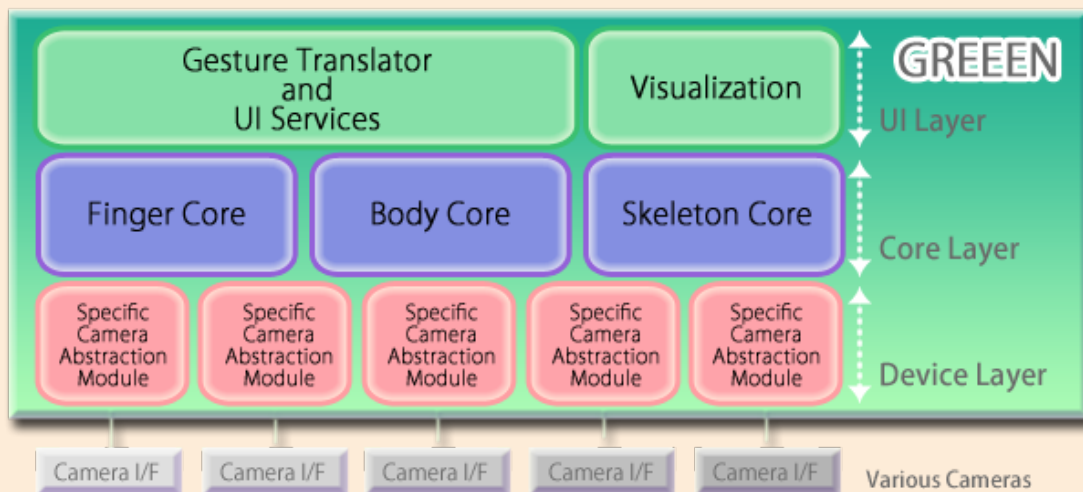 Gesture Translator
and
UI Services
Visualization
GREEEN
UI Layer
Finger Core
Body Core
Skeleton Core
Core Layer
Specific
Camera
Abstraction
Module
Specific
Camera
Abstraction
Module
Specific
Camera
Abstraction
Module
Specific
Camera
Abstraction
Module
Specific
Camera
Abstraction
Module
Device Layer
Camera I/F
Camera I/F
Camera I/F
Camera I/F
Camera I/F
Various Cameras